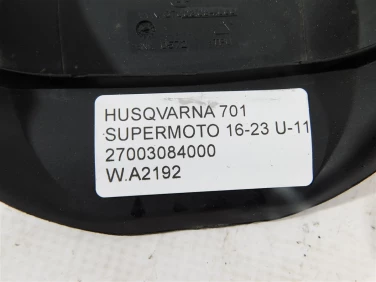 HUSQVARNA 701
SUPERMOTO 16-23 U-11
27003084000
W.A2192